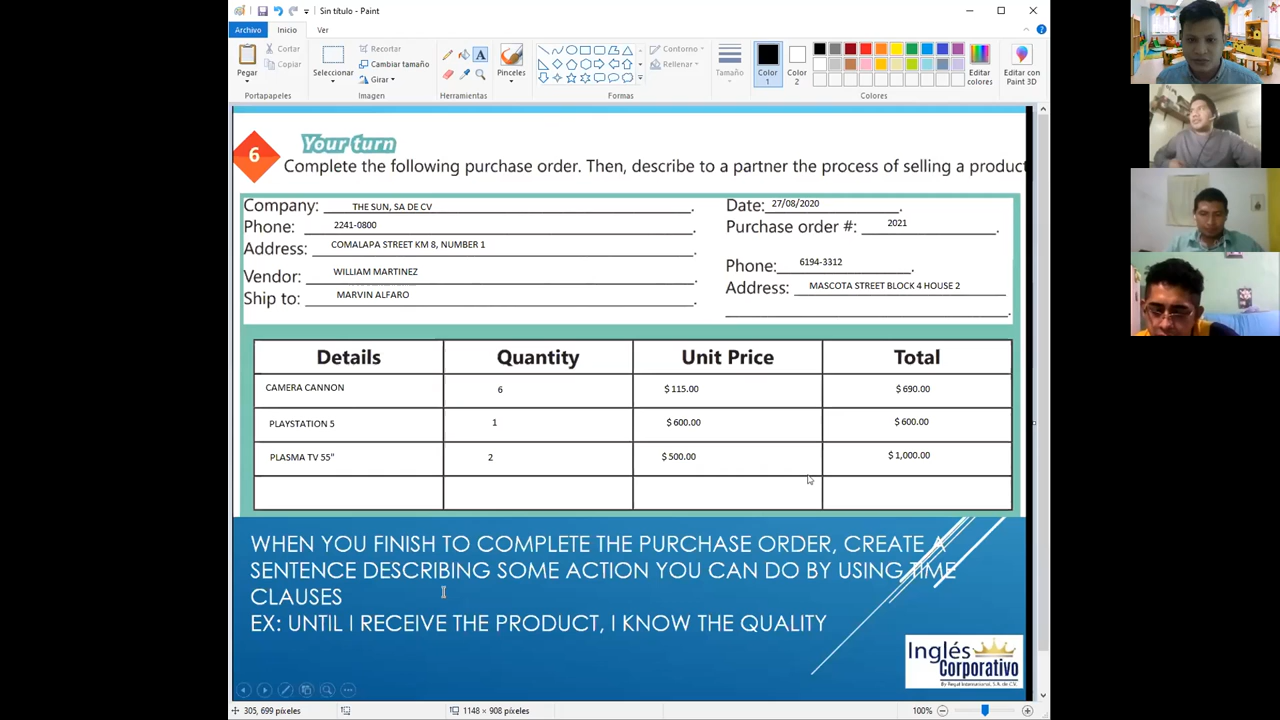 Sin título - Paint
Archivo Inicio Ver
Pegar
Cortar
Copiar
Portapapeles
Seleccionar
Recortar
Cambiar tamaño
Girar
Imagen
A
Herramientas
Pinceles
Contorno
Rellenar
Formas
Tamaño
Color 1
Color 2
Editar colores
Colores
Editar con Paint 3D
6
Your turn
Complete the following purchase order. Then, describe to a partner the process of selling a product
Company: THE SUN, SA DE CV
Phone: 2241-0800
Address: COMALAPA STREET KM 8, NUMBER 1
Vendor: WILLIAM MARTINEZ
Ship to: MARVIN ALFARO
Date: 27/08/2020
Purchase order #: 2021
Phone: 6194-3312
Address: MASCOTA STREET BLOCK 4 HOUSE 2
Details Quantity Unit Price Total
CAMERA CANNON 6 $ 115.00 $ 690.00
PLAYSTATION 5 1 $ 600.00 $ 600.00
PLASMA TV 55" 2 $ 500.00 $ 1,000.00
WHEN YOU FINISH TO COMPLETE THE PURCHASE ORDER, CREATE A
SENTENCE DESCRIBING SOME ACTION YOU CAN DO BY USING TIME
CLAUSES
EX: UNTIL I RECEIVE THE PRODUCT, I KNOW THE QUALITY
Inglés
Corporativo
By Regal International, S.A. de C.V.
305, 699 píxeles
1148 × 908 píxeles
100%